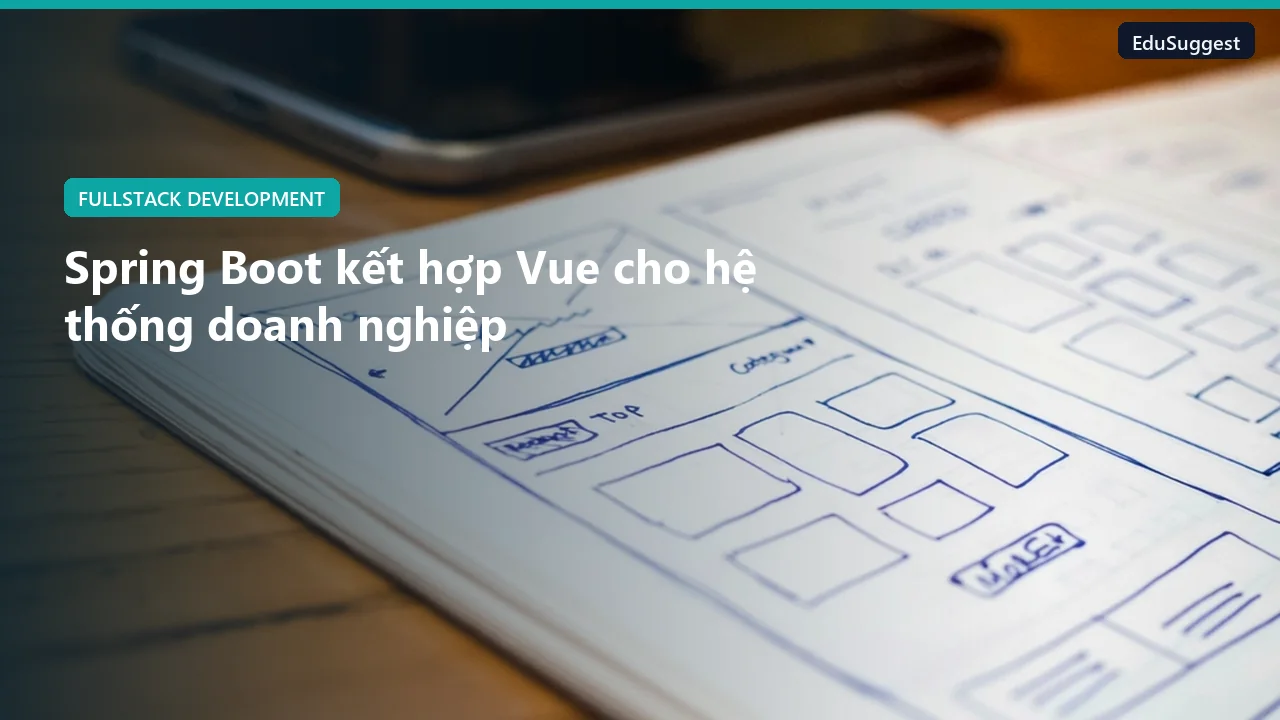 EduSuggest
FULLSTACK DEVELOPMENT
Spring Boot kết hợp Vue cho hệ
thống doanh nghiệp
TOP